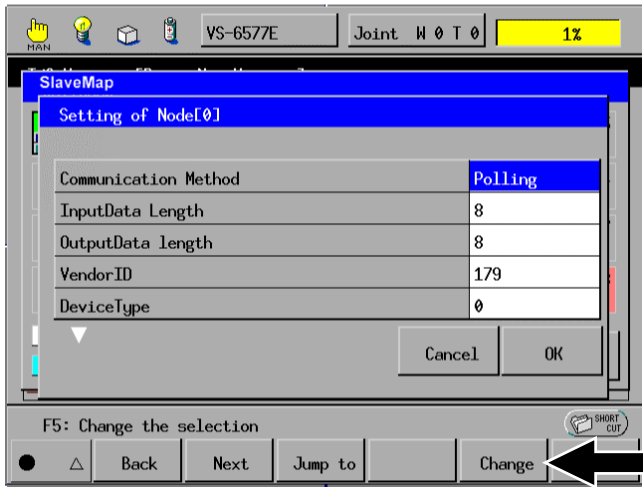 MAN
VS-6577E
Joint W 0 T 0
1%
SlaveMap
Setting of Node[0]
Communication Method Polling
InputData Length 8
OutputData length 8
VendorID 179
DeviceType 0
Cancel OK
F5: Change the selection
SHORT
CUT
Back Next Jump to Change